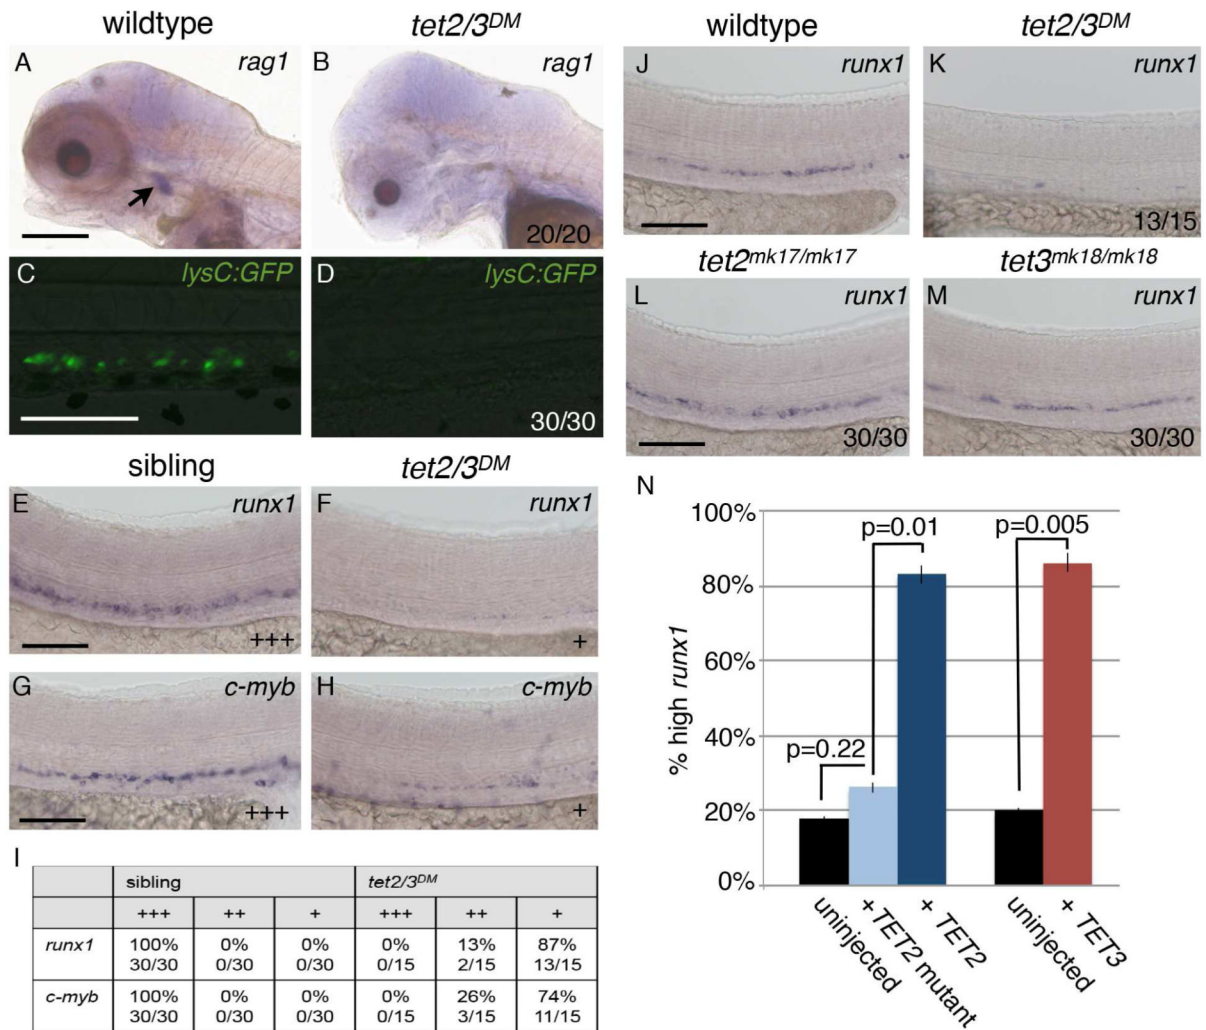 wildtype tet2/3DM
A rag1 B rag1
20/20
C lysC:GFP D lysC:GFP
30/30
sibling tet2/3DM
E runx1 F runx1
+++ +
G c-myb H c-myb
+++ +
I
sibling tet2/3DM
+++ ++ + +++ ++ +
runx1 100% 0% 0% 0% 13% 87%
30/30 0/30 0/30 0/15 2/15 13/15
c-myb 100% 0% 0% 0% 26% 74%
30/30 0/30 0/30 0/15 3/15 11/15
wildtype tet2/3DM
J runx1 K runx1
13/15
tet2mk17/mk17 tet3mk18/mk18
L runx1 M runx1
30/30 30/30
N
% high runx1
100%
80%
60%
40%
20%
0%
p=0.22
p=0.01
p=0.005
uninjected
+ TET2 mutant
+ TET2
uninjected
+ TET3